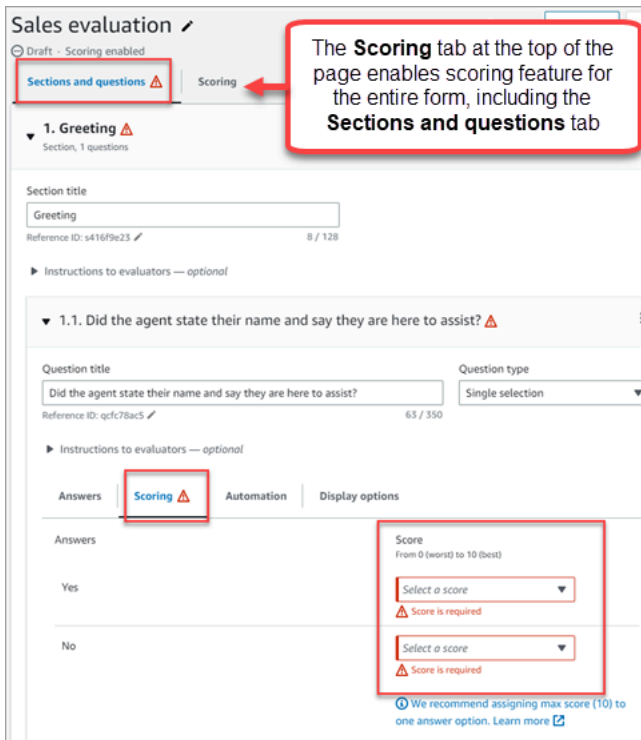 Sales evaluation
Draft · Scoring enabled
The Scoring tab at the top of the
page enables scoring feature for
the entire form, including the
Sections and questions tab
Sections and questions
Scoring
1. Greeting
Section, 1 questions
Section title
Greeting
Reference ID: s416f9e23
8 / 128
Instructions to evaluators — optional
1.1. Did the agent state their name and say they are here to assist?
Question title
Question type
Did the agent state their name and say they are here to assist?
Single selection
Reference ID: qcfc78ac5
63 / 350
Instructions to evaluators — optional
Answers
Scoring
Automation
Display options
Answers
Score
From 0 (worst) to 10 (best)
Yes
Select a score
Score is required
No
Select a score
Score is required
We recommend assigning max score (10) to
one answer option. Learn more